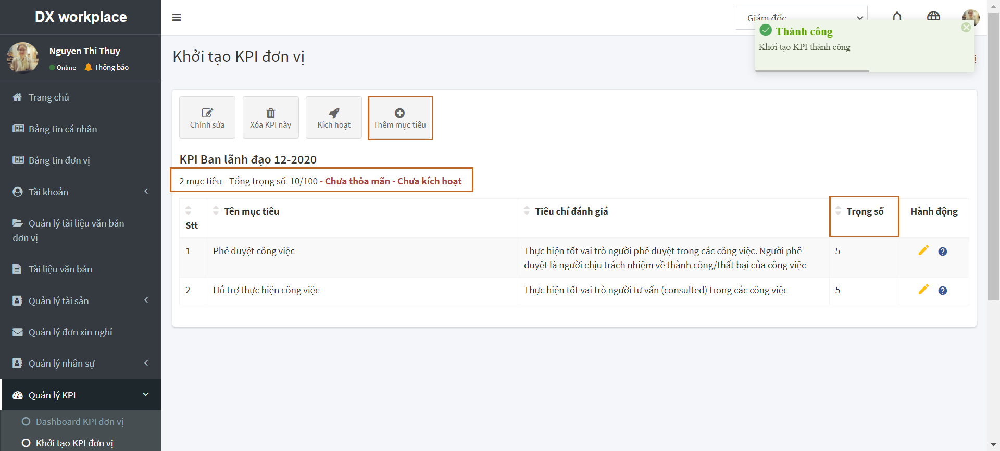 DX workplace
Nguyen Thi Thuy
Online
Thông báo
Trang chủ
Bảng tin cá nhân
Bảng tin đơn vị
Tài khoản
Quản lý tài liệu văn bản
đơn vị
Tài liệu văn bản
Quản lý tài sản
Quản lý đơn xin nghỉ
Quản lý nhân sự
Quản lý KPI
Dashboard KPI đơn vị
Khởi tạo KPI đơn vị
Giám đốc
Thành công
Khởi tạo KPI thành công
Khởi tạo KPI đơn vị
Chỉnh sửa
Xóa KPI này
Kích hoạt
Thêm mục tiêu
KPI Ban lãnh đạo 12-2020
2 mục tiêu - Tổng trọng số 10/100 - Chưa thỏa mãn - Chưa kích hoạt
Stt
Tên mục tiêu
Tiêu chí đánh giá
Trọng số
Hành động
1
Phê duyệt công việc
Thực hiện tốt vai trò người phê duyệt trong các công việc. Người phê
duyệt là người chịu trách nhiệm về thành công/thất bại của công việc
5
2
Hỗ trợ thực hiện công việc
Thực hiện tốt vai trò người tư vấn (consulted) trong các công việc
5